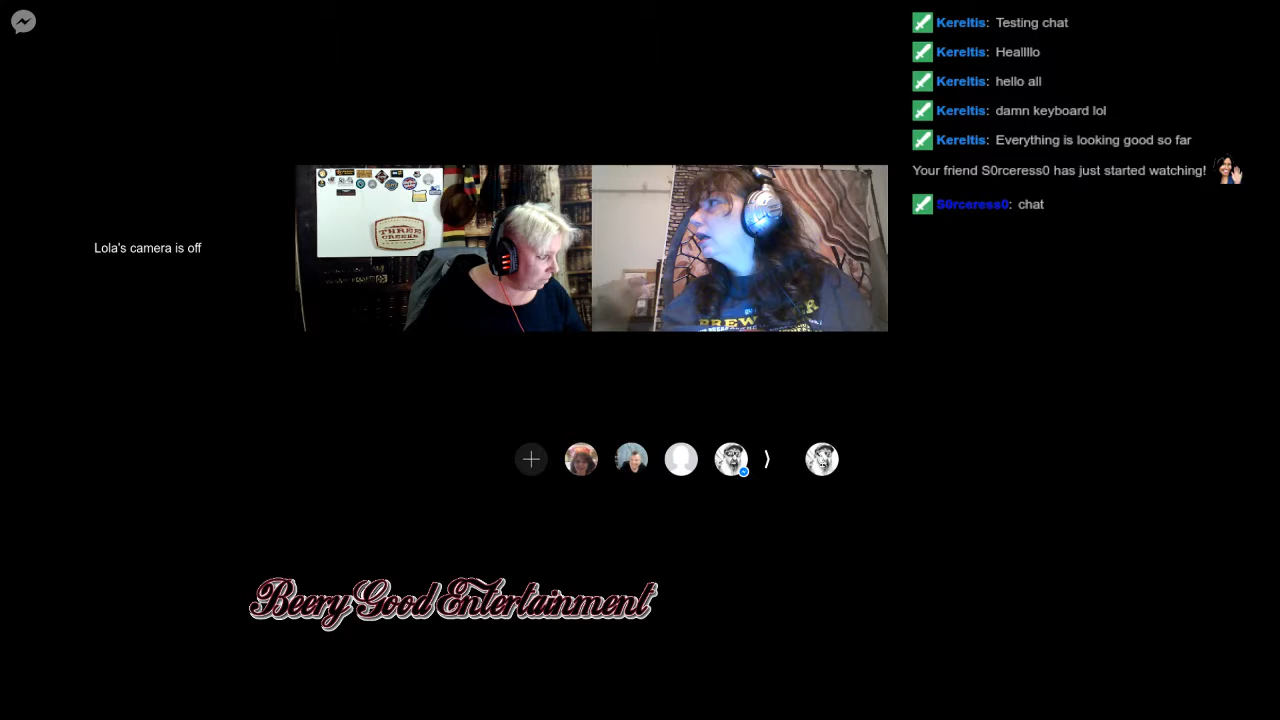 Kereltis: Testing chat
Kereltis: Heallllo
Kereltis: hello all
Kereltis: damn keyboard lol
Kereltis: Everything is looking good so far
Your friend S0rceress0 has just started watching!
S0rceress0: chat
Lola's camera is off
THREE
CREEKS
BREW
Beery Good Entertainment